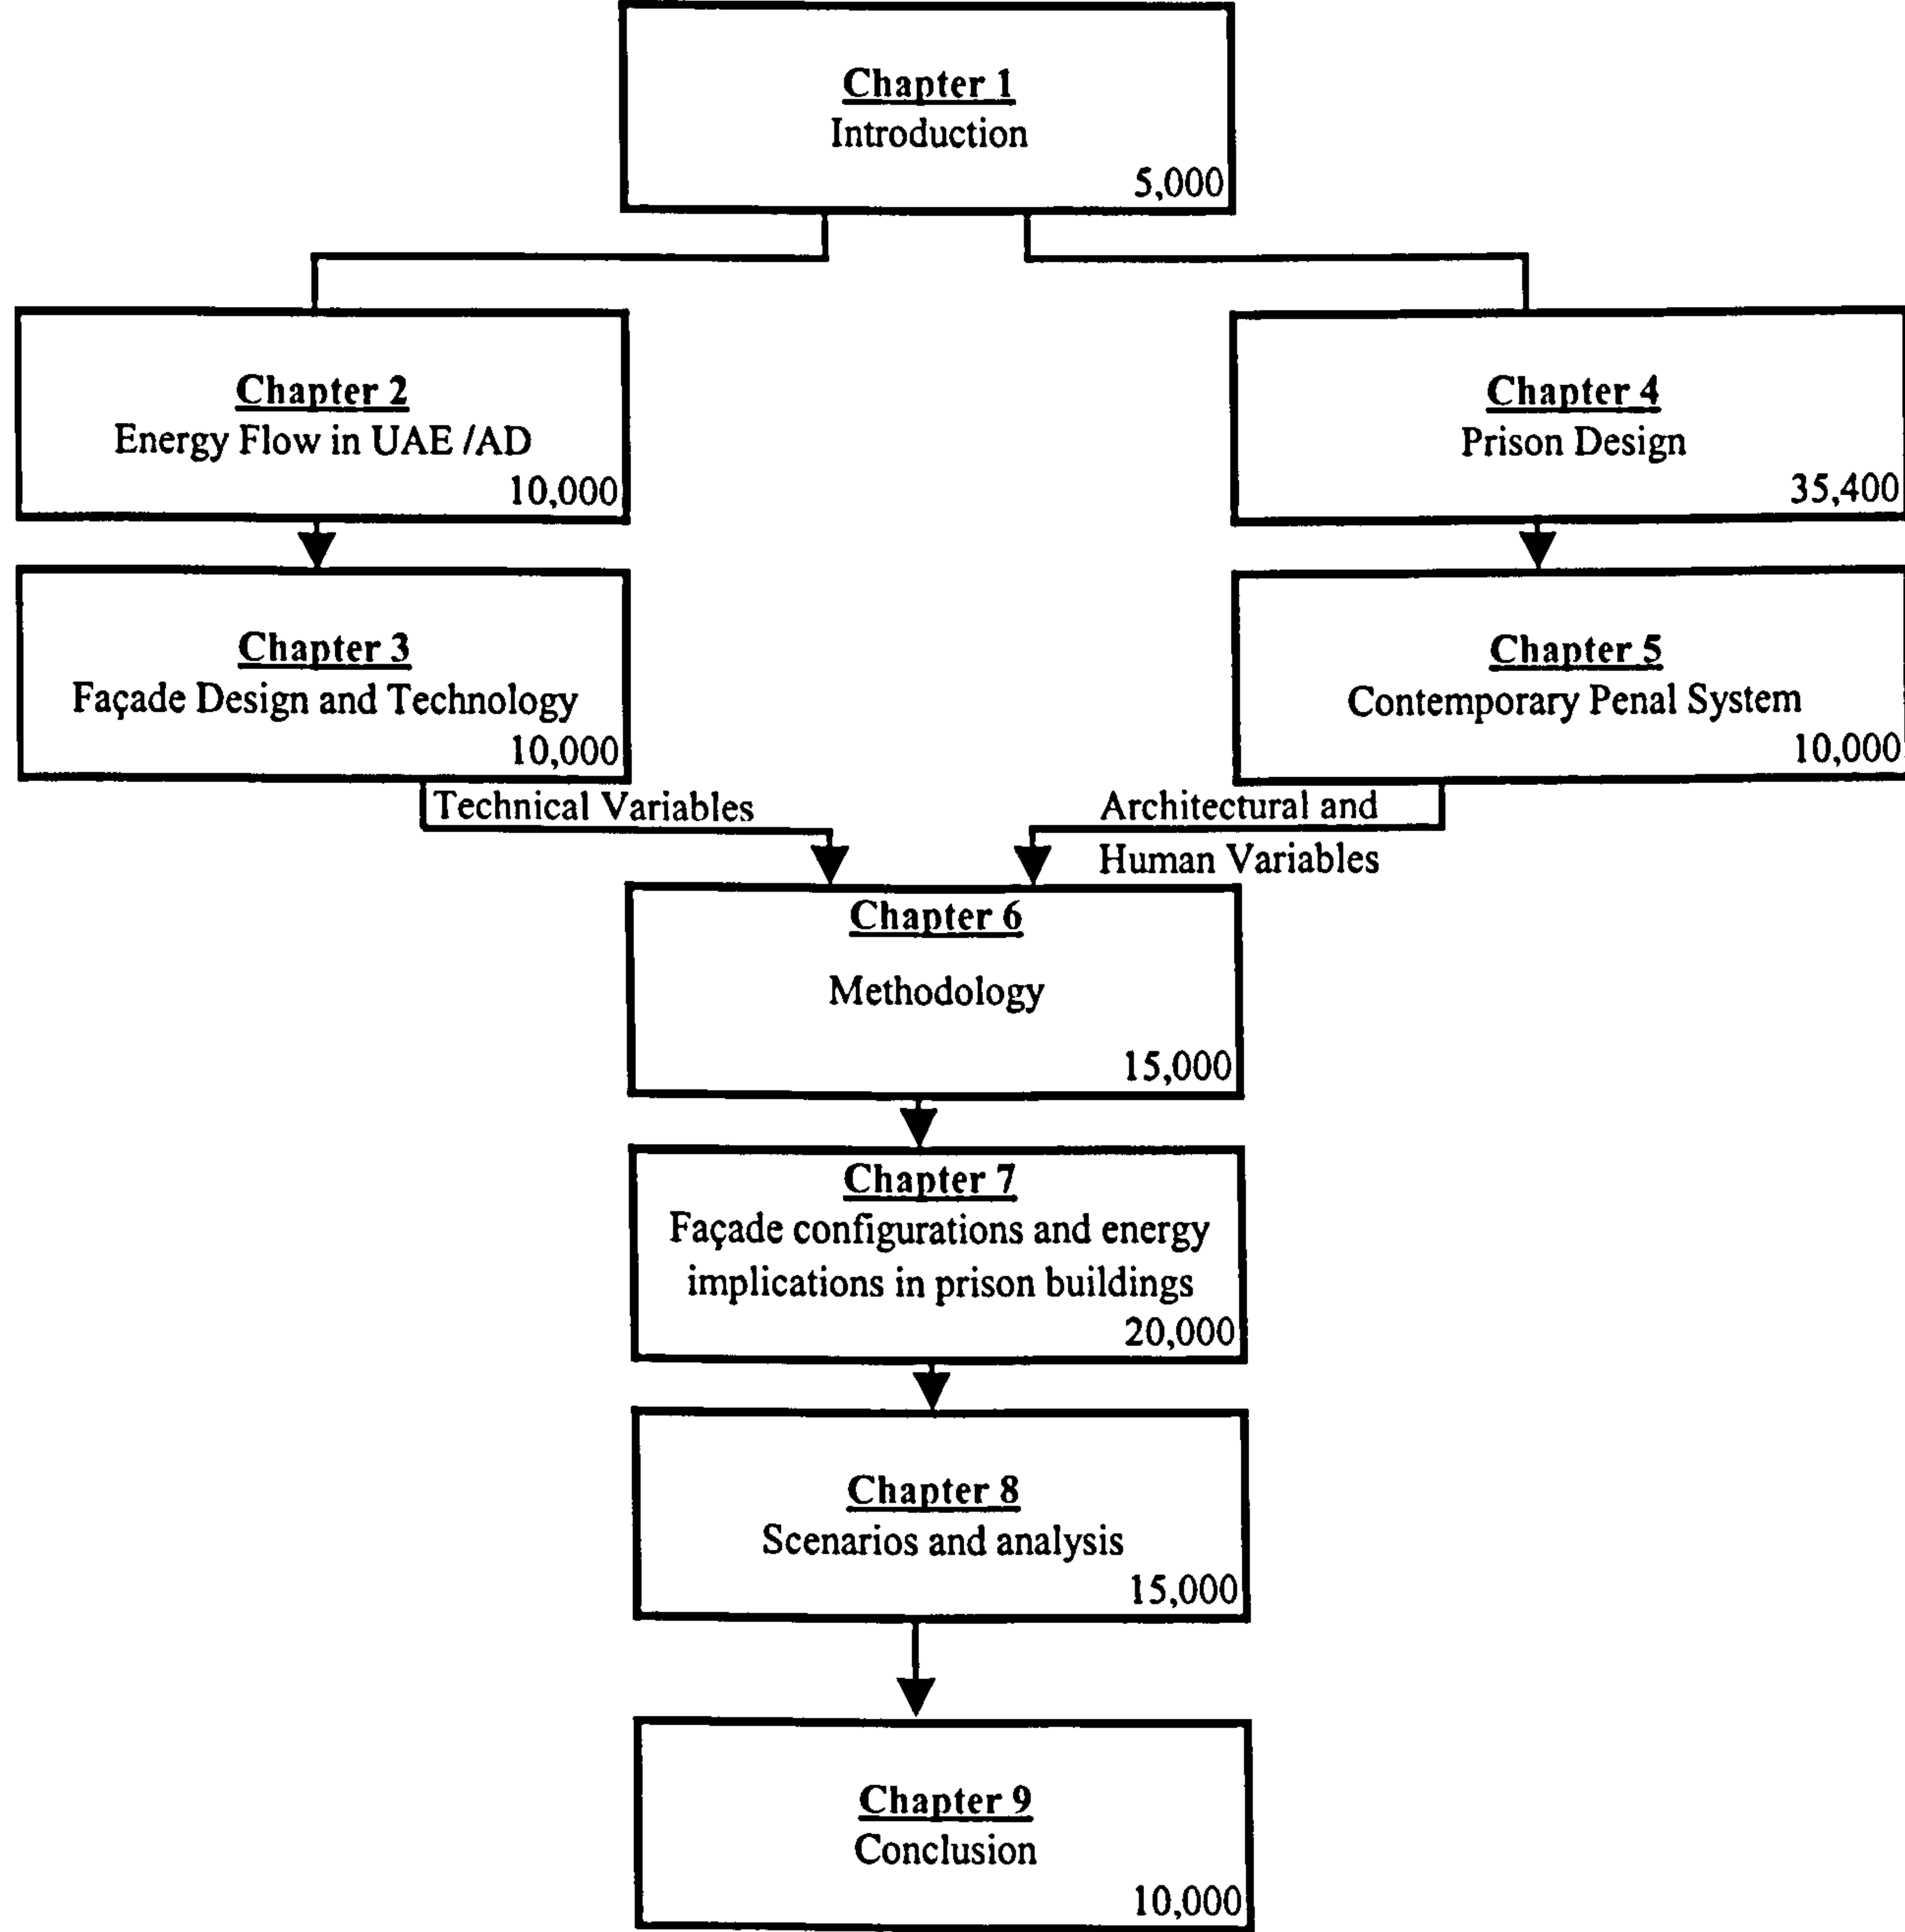 Chapter 1
Introduction
5,000
Chapter 2
Energy Flow in UAE /AD
10,000
Chapter 4
Prison Design
35,400
Chapter 3
Façade Design and Technology
10,000
Chapter 5
Contemporary Penal System
10,000
Technical Variables
Architectural and
Human Variables
Chapter 6
Methodology
15,000
Chapter 7
Façade configurations and energy
implications in prison buildings
20,000
Chapter 8
Scenarios and analysis
15,000
Chapter 9
Conclusion
10,000